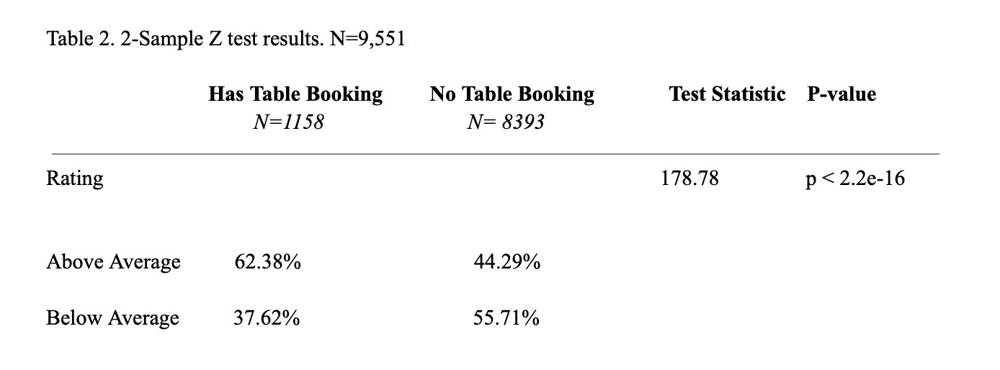 Table 2. 2-Sample Z test results. N=9,551
Has Table Booking No Table Booking Test Statistic P-value
N=1158 N= 8393
Rating 178.78 p < 2.2e-16
Above Average 62.38% 44.29%
Below Average 37.62% 55.71%